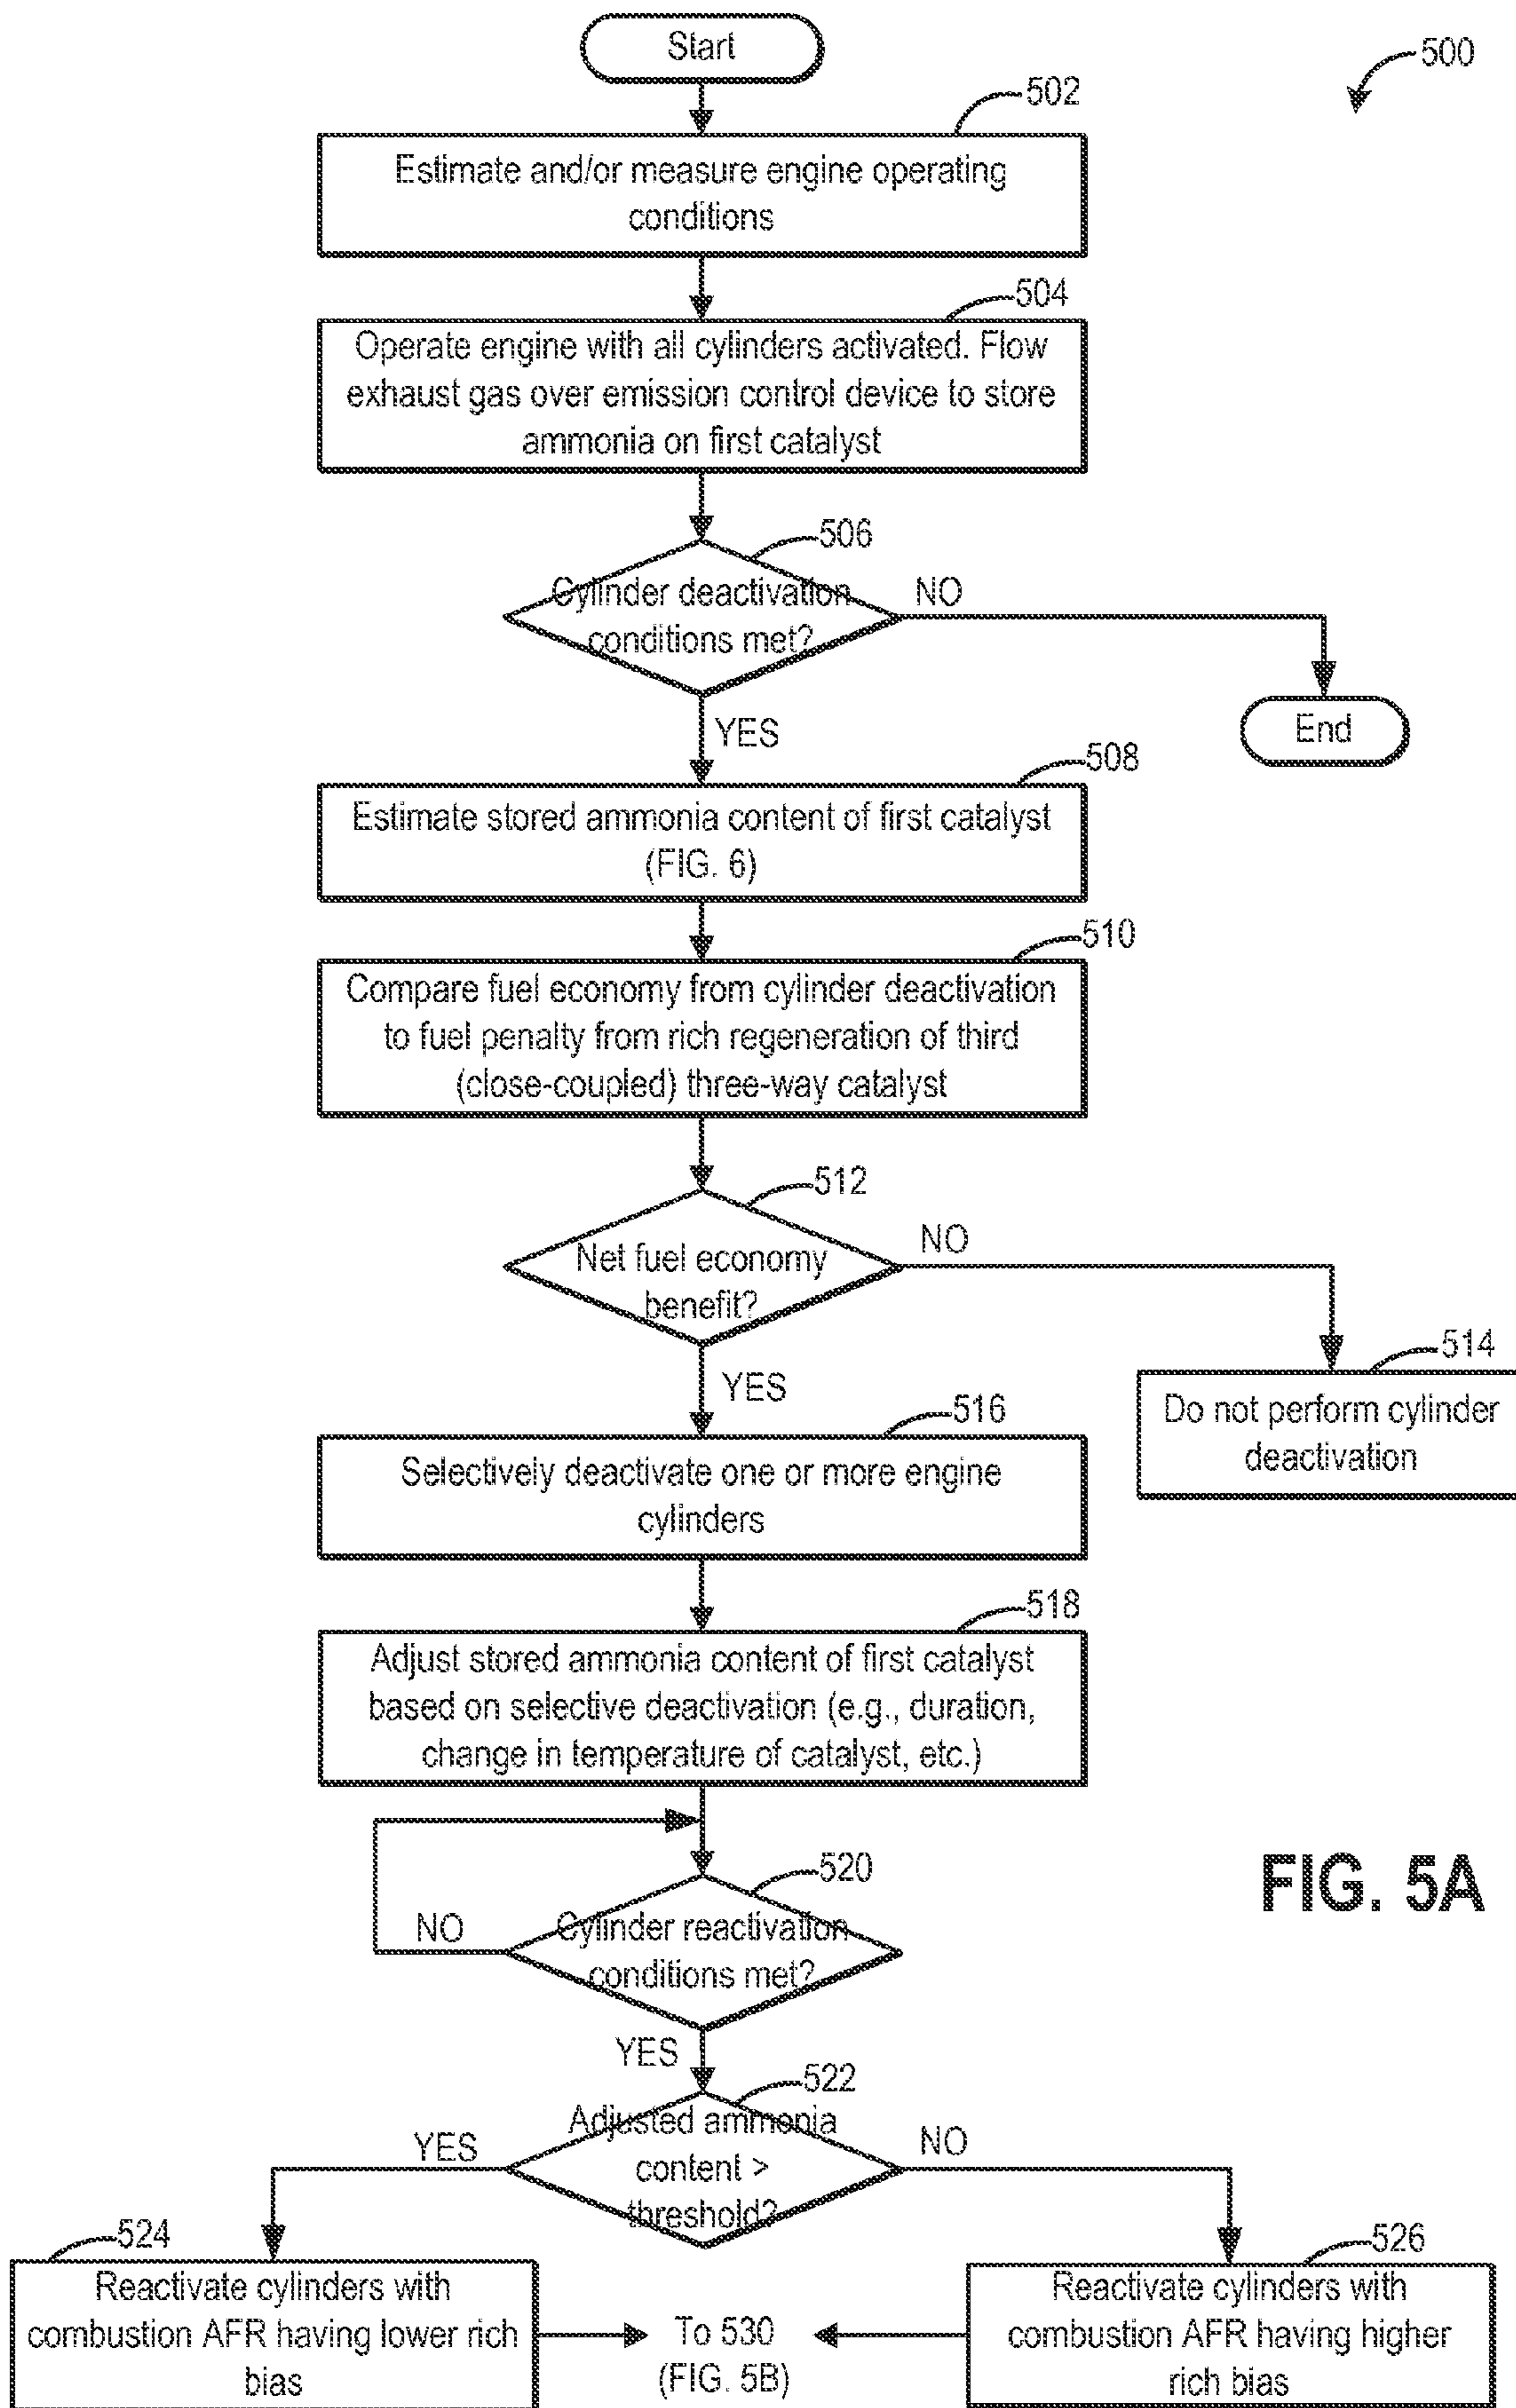 Start
500
502
Estimate and/or measure engine operating
conditions
504
Operate engine with all cylinders activated. Flow
exhaust gas over emission control device to store
ammonia on first catalyst
506
Cylinder deactivation
conditions met?
NO
End
YES
508
Estimate stored ammonia content of first catalyst
(FIG. 6)
510
Compare fuel economy from cylinder deactivation
to fuel penalty from rich regeneration of third
(close-coupled) three-way catalyst
512
Net fuel economy
benefit?
NO
514
Do not perform cylinder
deactivation
YES
516
Selectively deactivate one or more engine
cylinders
518
Adjust stored ammonia content of first catalyst
based on selective deactivation (e.g., duration,
change in temperature of catalyst, etc.)
520
Cylinder reactivation
conditions met?
NO
FIG. 5A
YES
522
Adjusted ammonia
content >
threshold?
YES
NO
524
Reactivate cylinders with
combustion AFR having lower rich
bias
To 530
(FIG. 5B)
526
Reactivate cylinders with
combustion AFR having higher
rich bias